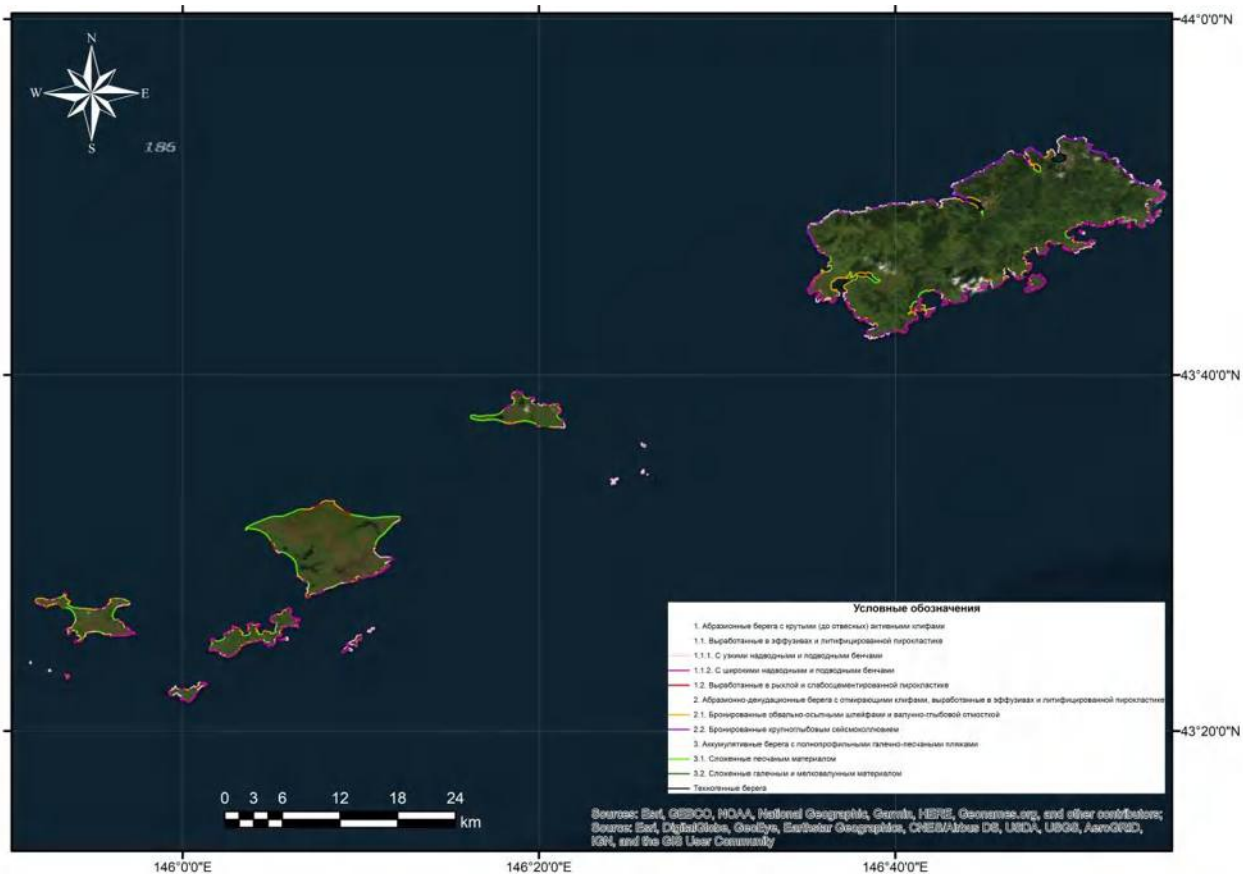 44°0'0"N
N
W
E
S
186
43°40'0"N
Условные обозначения
1. Абразионные берега с крутыми (до отвесных) активными клифами
1.1. Выработанные в эффузивах и литифицированной пирокластике
1.1.1. С узкими надводными и подводными бенчами
1.1.2. С широкими надводными и подводными бенчами
1.2. Выработанные в рыхлой и слабосцементированной пирокластике
2. Абразионно-денудационные берега с отмирающими клифами, выработанные в эффузивах и литифицированной пирокластике
2.1. Бронированные обвально-осыпными шлейфами и валунно-глыбовой отмосткой
2.2. Бронированные крупноглыбовым сейсмоколлювием
3. Аккумулятивные берега с полнопрофильными галечно-песчаными пляжами
3.1. Сложенные песчаным материалом
3.2. Сложенные галечным и мелковалунным материалом
Техногенные берега
43°20'0"N
0 3 6 12 18 24
km
Sources: Esri, GEBCO, NOAA, National Geographic, Garmin, HERE, Geonames.org, and other contributors;
Source: Esri, DigitalGlobe, GeoEye, Earthstar Geographics, CNES/Airbus DS, USDA, USGS, AeroGRID,
IGN, and the GIS User Community
146°0'0"E 146°20'0"E 146°40'0"E